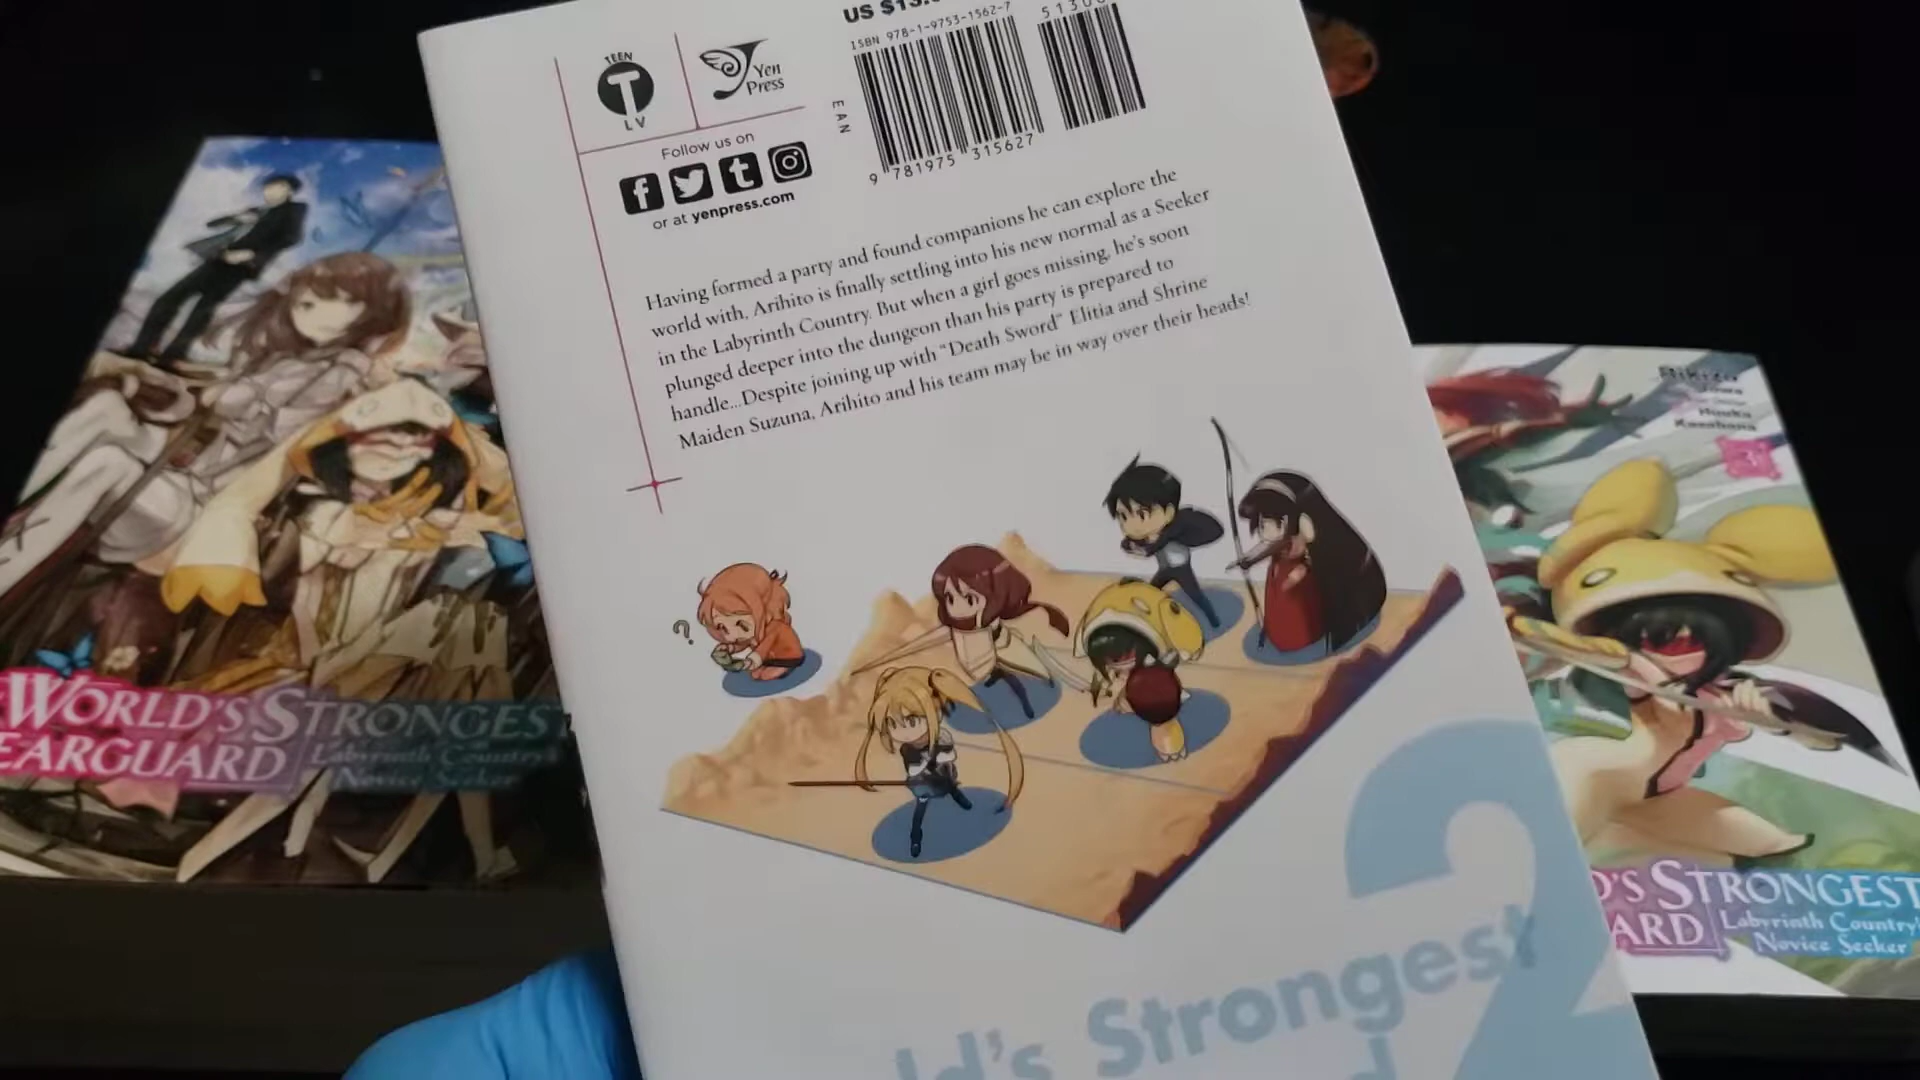 US $13.
ISBN 978-1-9753-1562-7
5130
TEEN
T
LV
Yen
Press
EAN
9 781975 315627
Follow us on
or at yenpress.com
Having formed a party and found companions he can explore the
world with, Arihito is finally settling into his new normal as a Seeker
in the Labyrinth Country. But when a girl goes missing, he's soon
plunged deeper into the dungeon than his party is prepared to
handle...Despite joining up with "Death Sword" Elitia and Shrine
Maiden Suzuna, Arihito and his team may be in way over their heads!
?
2
ld's Strongest
d
WORLD'S STRONGEST
EARGUARD
Labyrinth Country's
Novice Seeker
Huuka
Kazabana
3
D'S STRONGEST
ARD
Labyrinth Country'
Novice Seeker